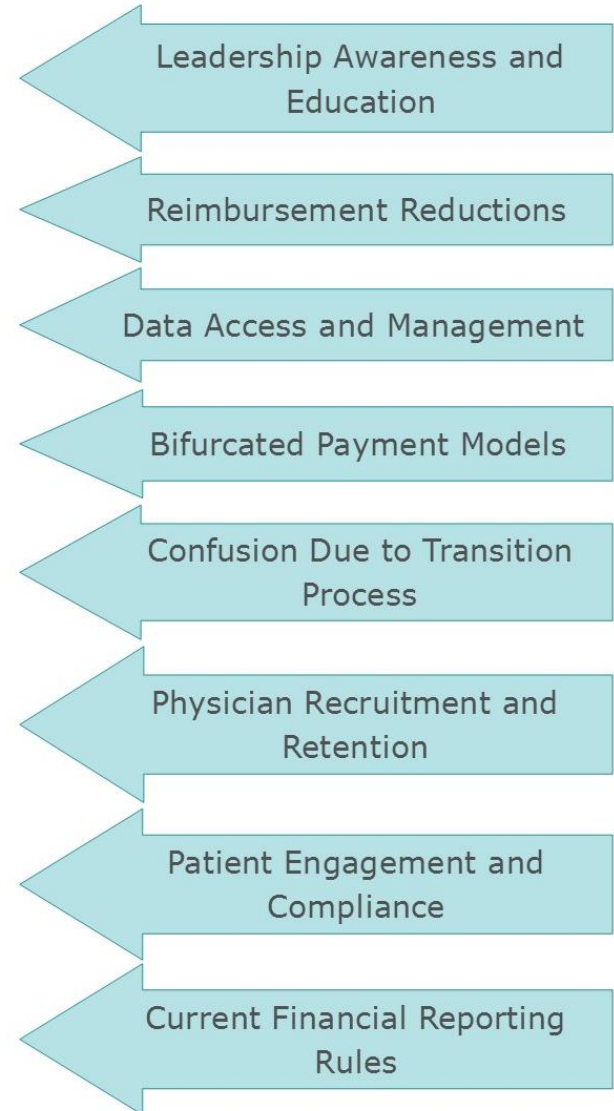 Leadership Awareness and
Education
Reimbursement Reductions
Data Access and Management
Bifurcated Payment Models
Confusion Due to Transition
Process
Physician Recruitment and
Retention
Patient Engagement and
Compliance
Current Financial Reporting
Rules